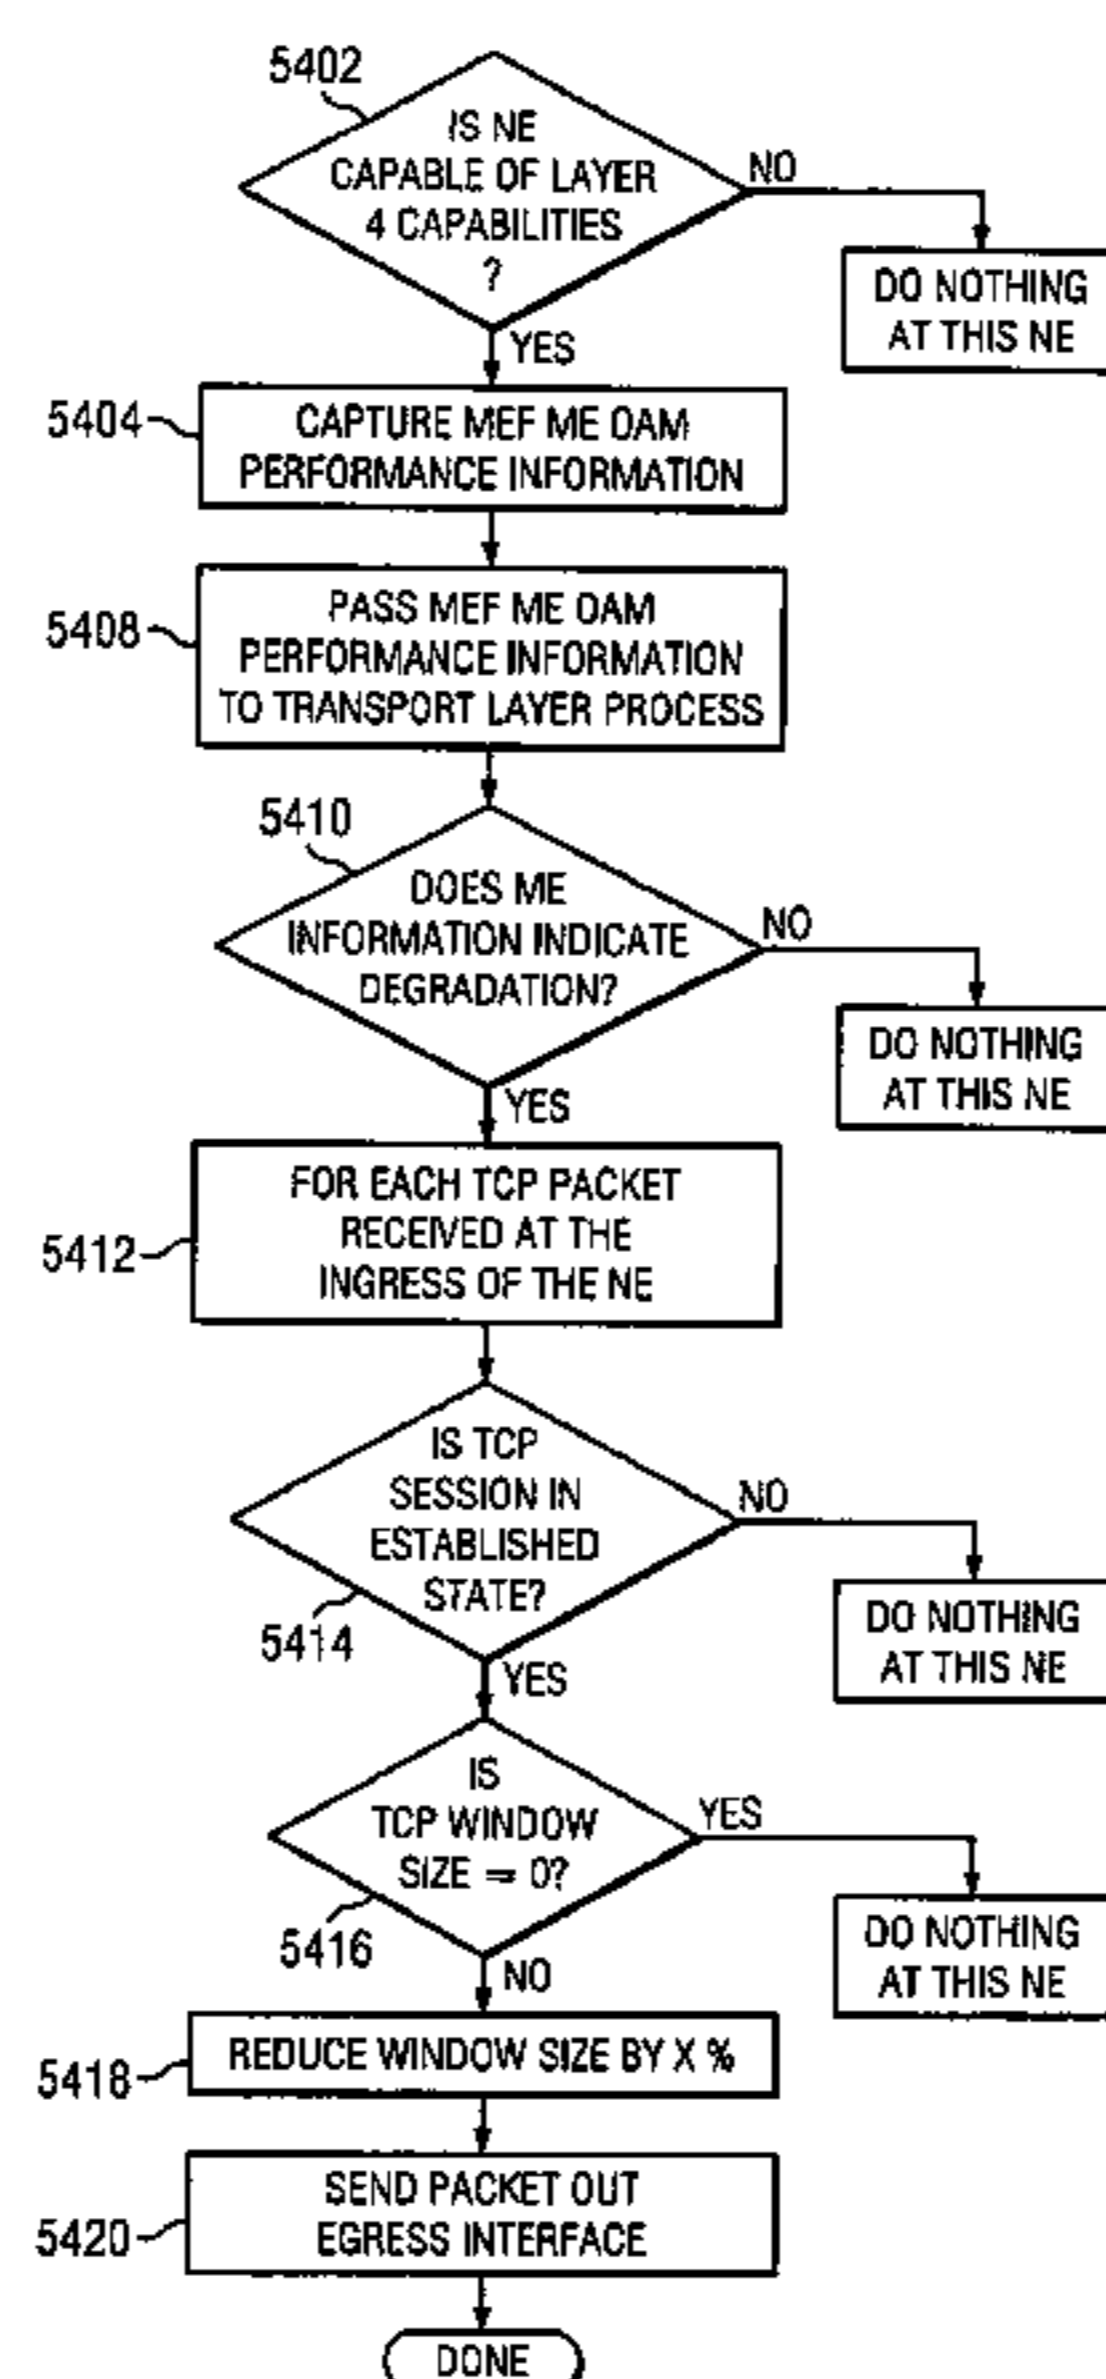 5402
IS NE
CAPABLE OF LAYER
4 CAPABILITIES
?
NO
DO NOTHING
AT THIS NE
YES
5404
CAPTURE MEF ME OAM
PERFORMANCE INFORMATION
5408
PASS MEF ME OAM
PERFORMANCE INFORMATION
TO TRANSPORT LAYER PROCESS
5410
DOES ME
INFORMATION INDICATE
DEGRADATION?
NO
DO NOTHING
AT THIS NE
YES
5412
FOR EACH TCP PACKET
RECEIVED AT THE
INGRESS OF THE NE
IS TCP
SESSION IN
ESTABLISHED
STATE?
NO
DO NOTHING
AT THIS NE
5414
YES
IS
TCP WINDOW
SIZE = 0?
YES
DO NOTHING
AT THIS NE
5416
NO
5418
REDUCE WINDOW SIZE BY X %
5420
SEND PACKET OUT
EGRESS INTERFACE
DONE